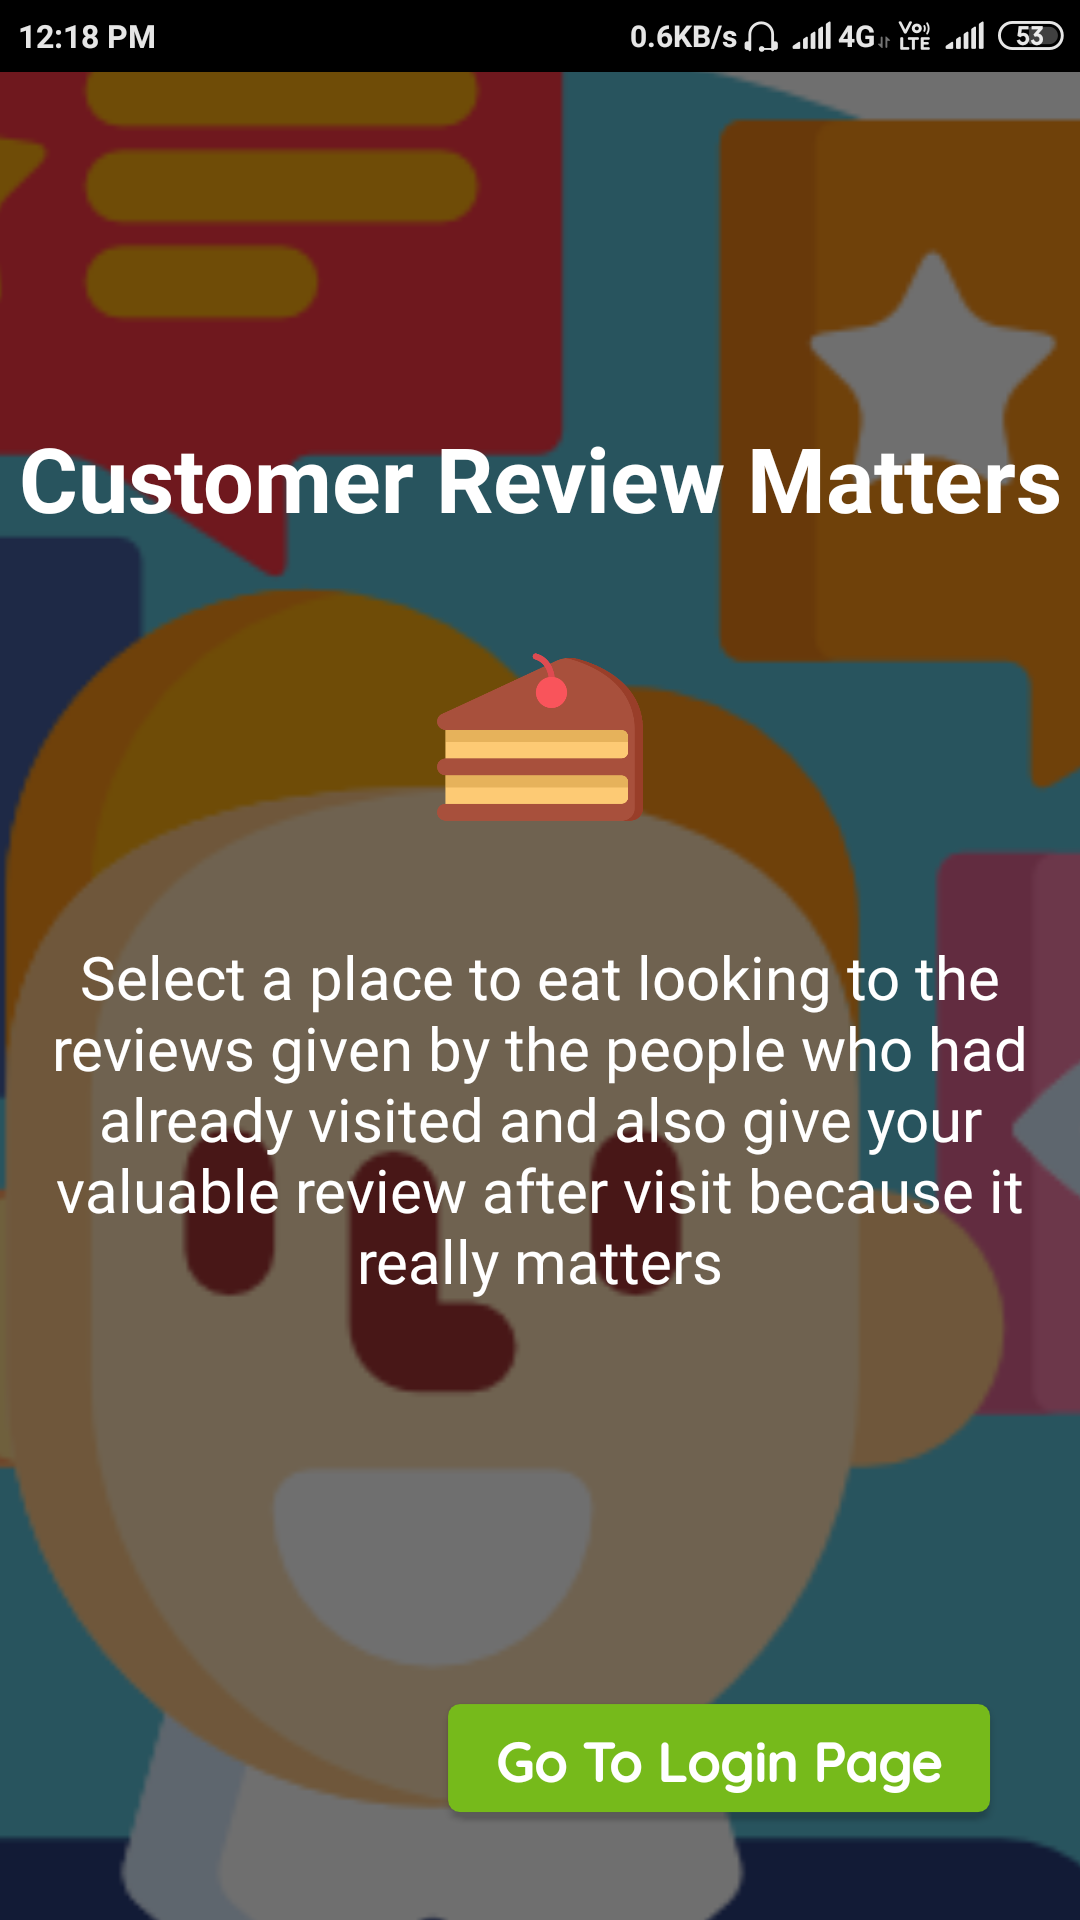 12:18 PM 0.6KB/s 4G VoLTE 53
Customer Review Matters
Select a place to eat looking to the
reviews given by the people who had
already visited and also give your
valuable review after visit because it
really matters
Go To Login Page